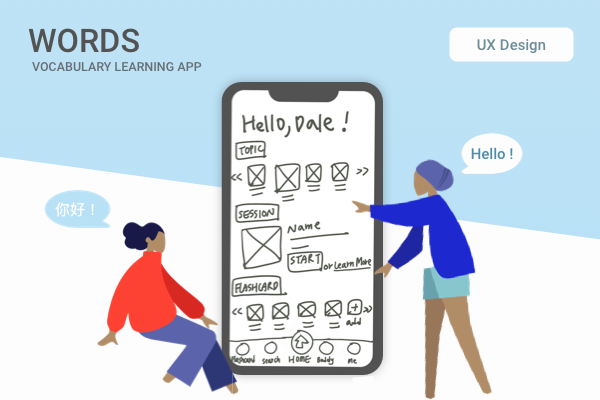 WORDS
VOCABULARY LEARNING APP
UX Design
Hello, Dale !
TOPIC
Hello !
你好！
SESSION
Name
START or Learn More
FLASHCARD
add
Flashcard Search HOME Buddy Me